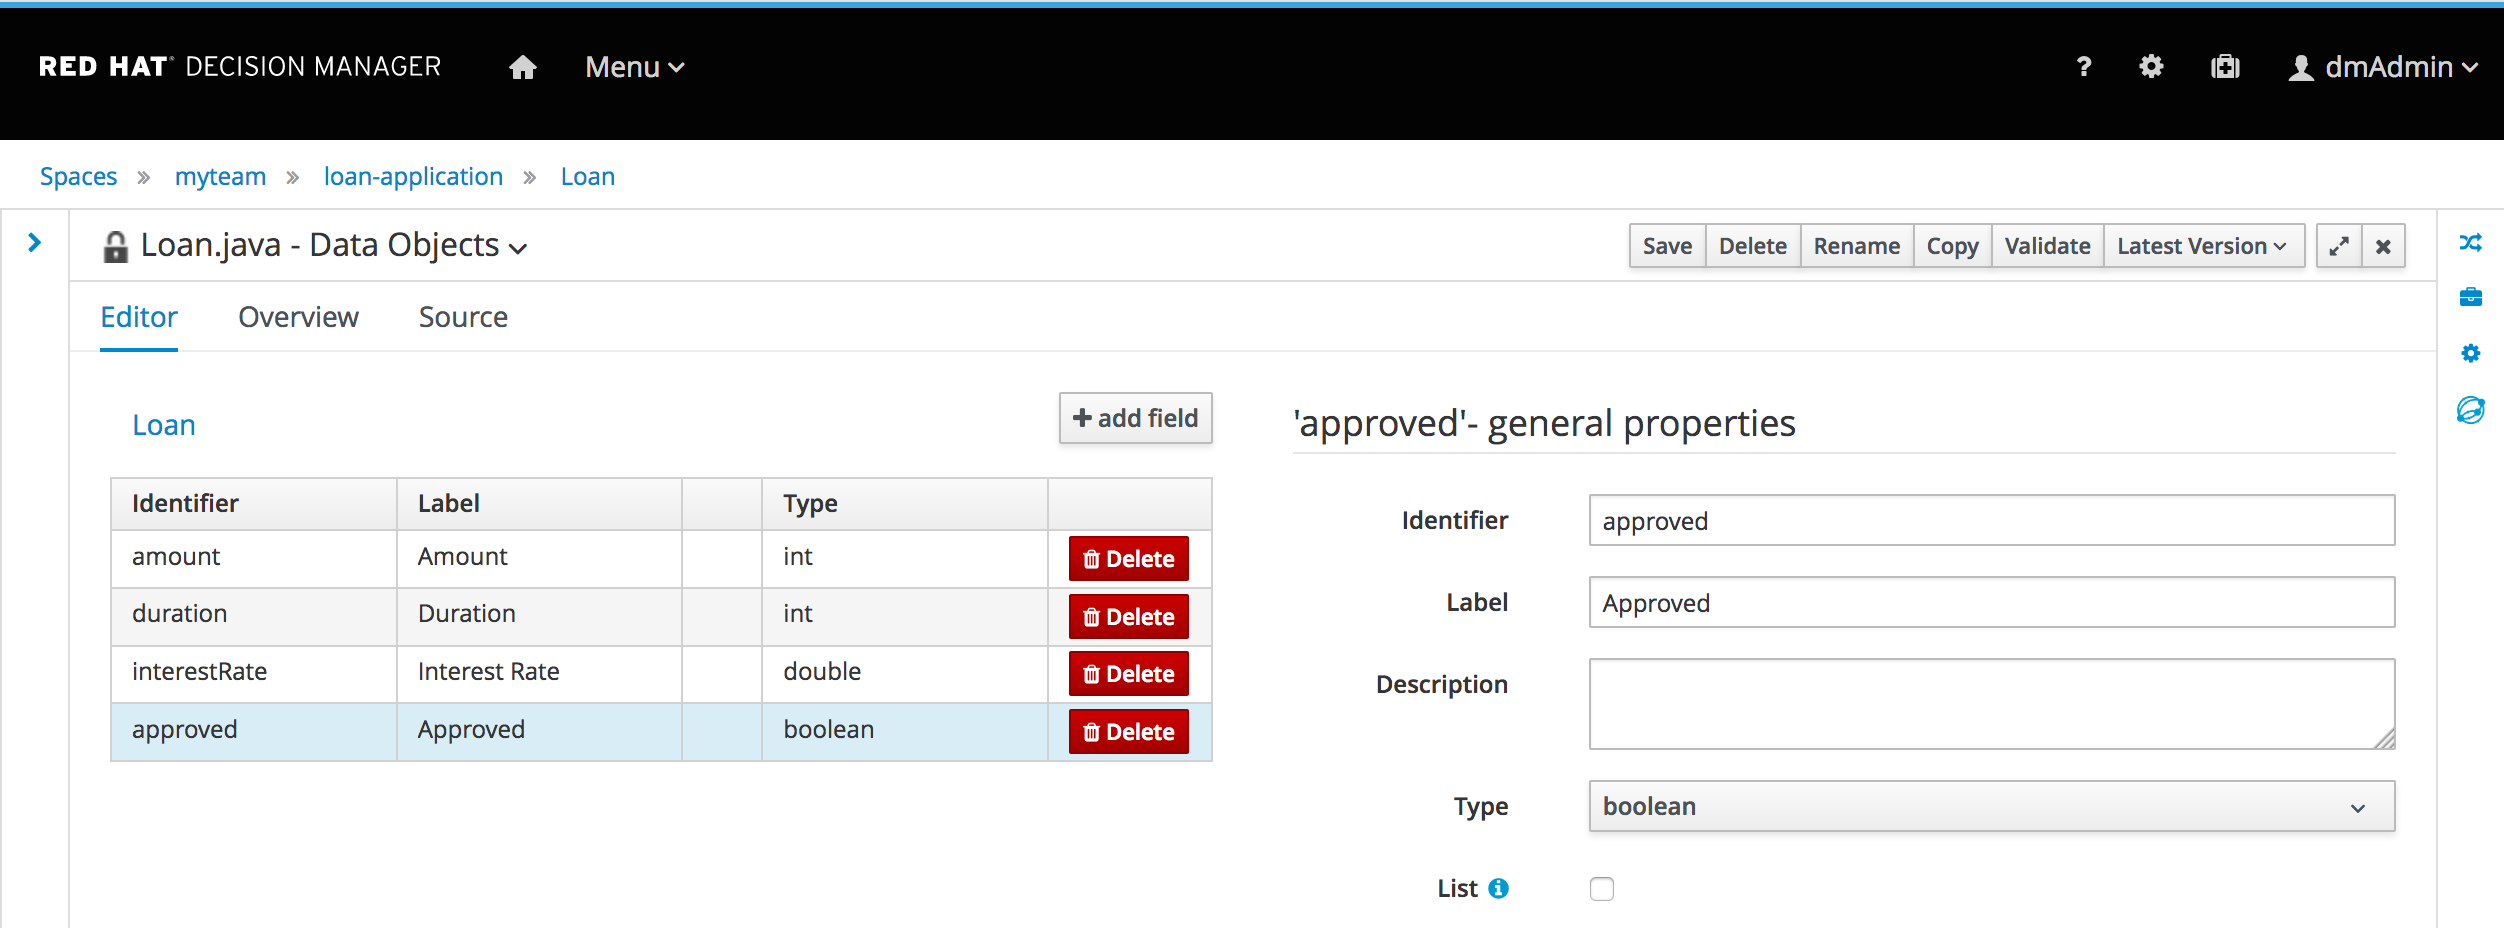 RED HAT® DECISION MANAGER Menu ? dmAdmin
Spaces » myteam » loan-application » Loan
Loan.java - Data Objects Save Delete Rename Copy Validate Latest Version
Editor Overview Source
Loan + add field
Identifier Label Type
amount Amount int Delete
duration Duration int Delete
interestRate Interest Rate double Delete
approved Approved boolean Delete
'approved'- general properties
Identifier approved
Label Approved
Description
Type boolean
List